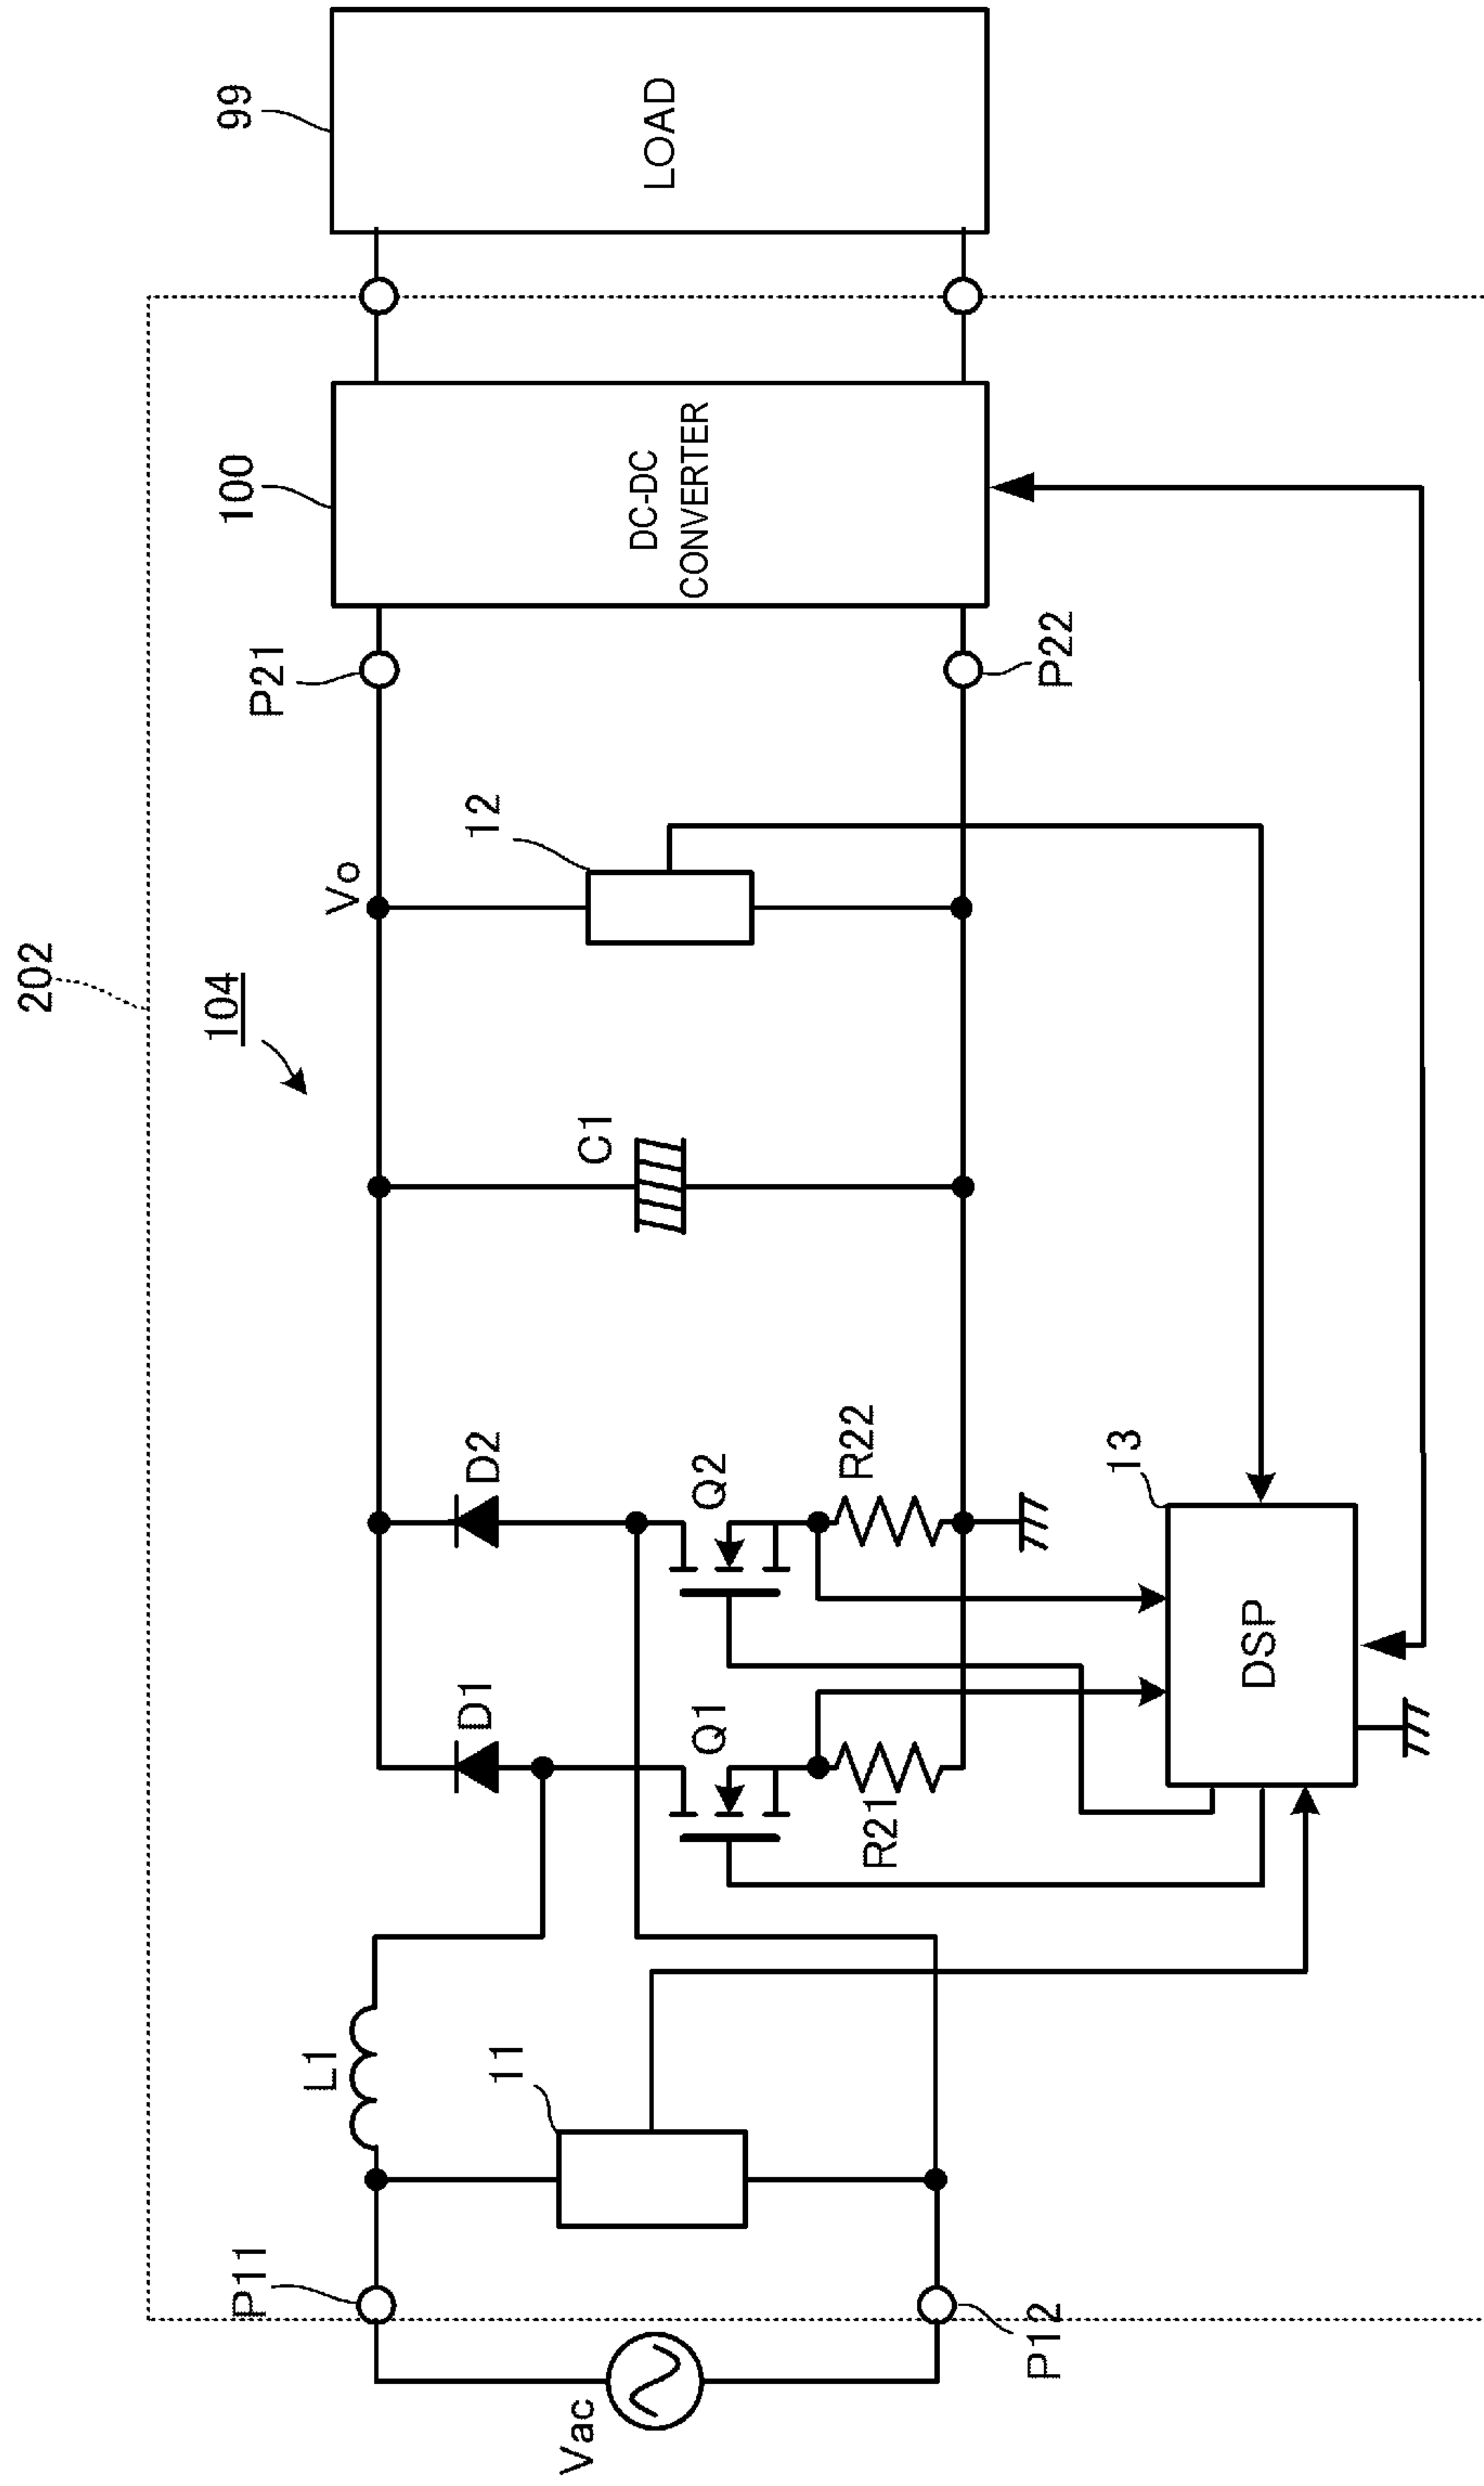 202
104
P11
L1
D1
D2
C1
Vo
P21
100
99
11
12
Q1
Q2
R21
R22
Vac
P12
P22
DC-DC
CONVERTER
LOAD
13
DSP